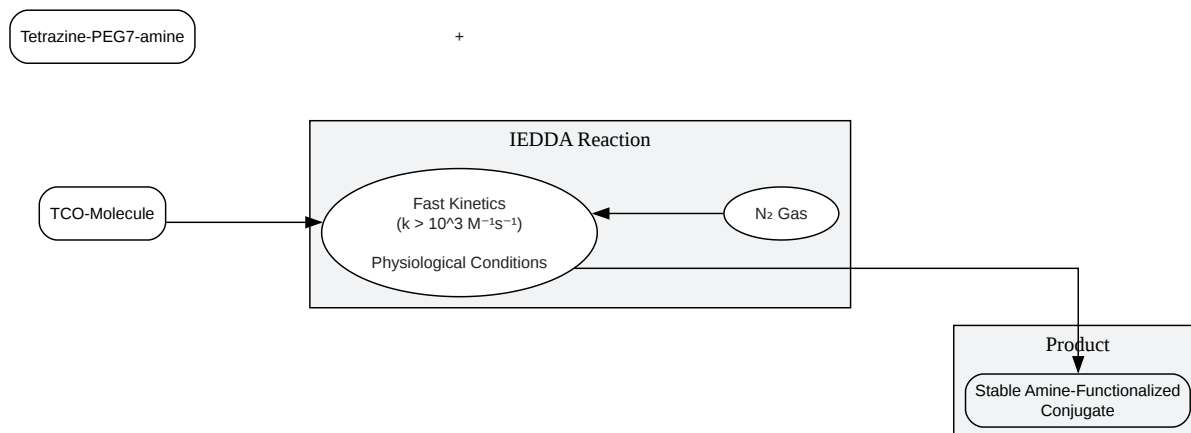 Tetrazine-PEG7-amine
+
IEDDA Reaction
TCO-Molecule
Fast Kinetics
(k > 10^3 M⁻¹s⁻¹)
Physiological Conditions
N₂ Gas
Product
Stable Amine-Functionalized
Conjugate